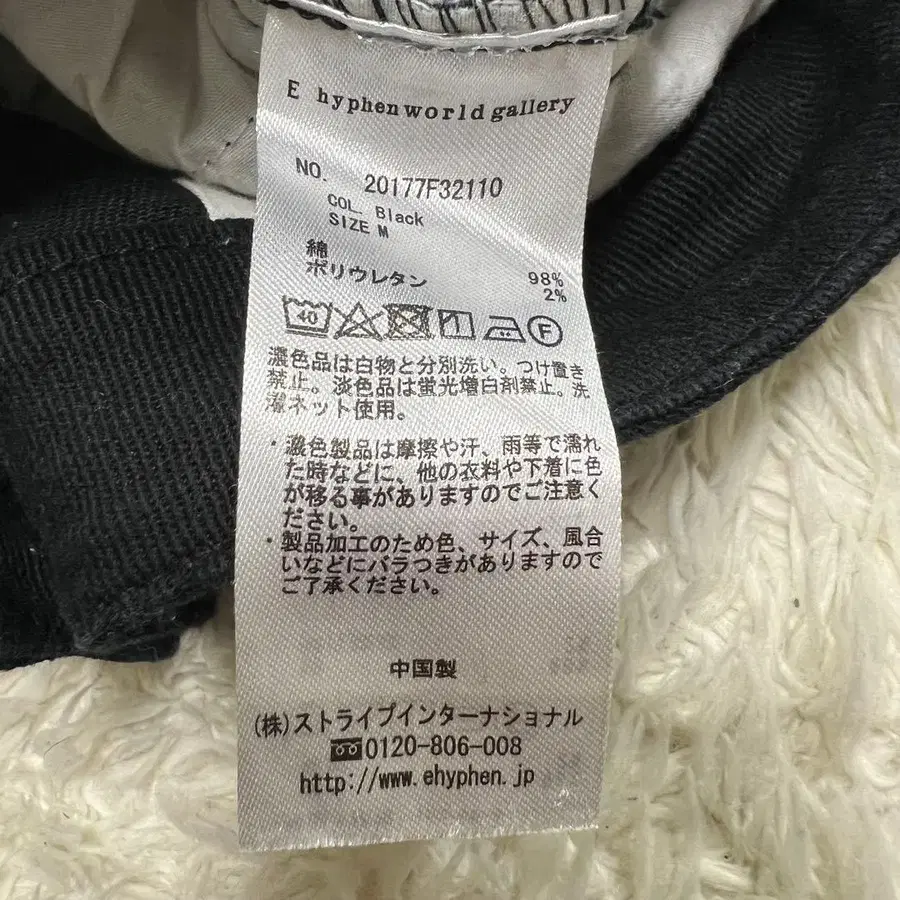 E hyphen world gallery
NO. 20177F32110
COL. Black
SIZE M
綿 98%
ポリウレタン 2%
40 F
濃色品は白物と分別洗い。つけ置き
禁止。淡色品は蛍光増白剤禁止。洗
濯ネット使用。
・濃色製品は摩擦や汗、雨等で濡れ
た時などに、他の衣料や下着に色
が移る事がありますのでご注意く
ださい。
・製品加工のため色、サイズ、風合
いなどにバラつきがありますので
ご了承ください。
中国製
(株)ストライプインターナショナル
0120-806-008
http://www.ehyphen.jp